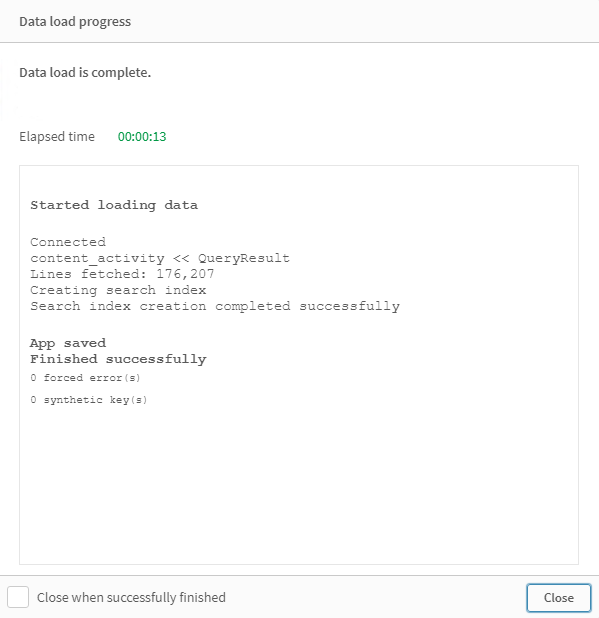 Data load progress
Data load is complete.
Elapsed time 00:00:13
Started loading data
Connected
content_activity << QueryResult
Lines fetched: 176,207
Creating search index
Search index creation completed successfully
App saved
Finished successfully
0 forced error(s)
0 synthetic key(s)
Close when successfully finished
Close